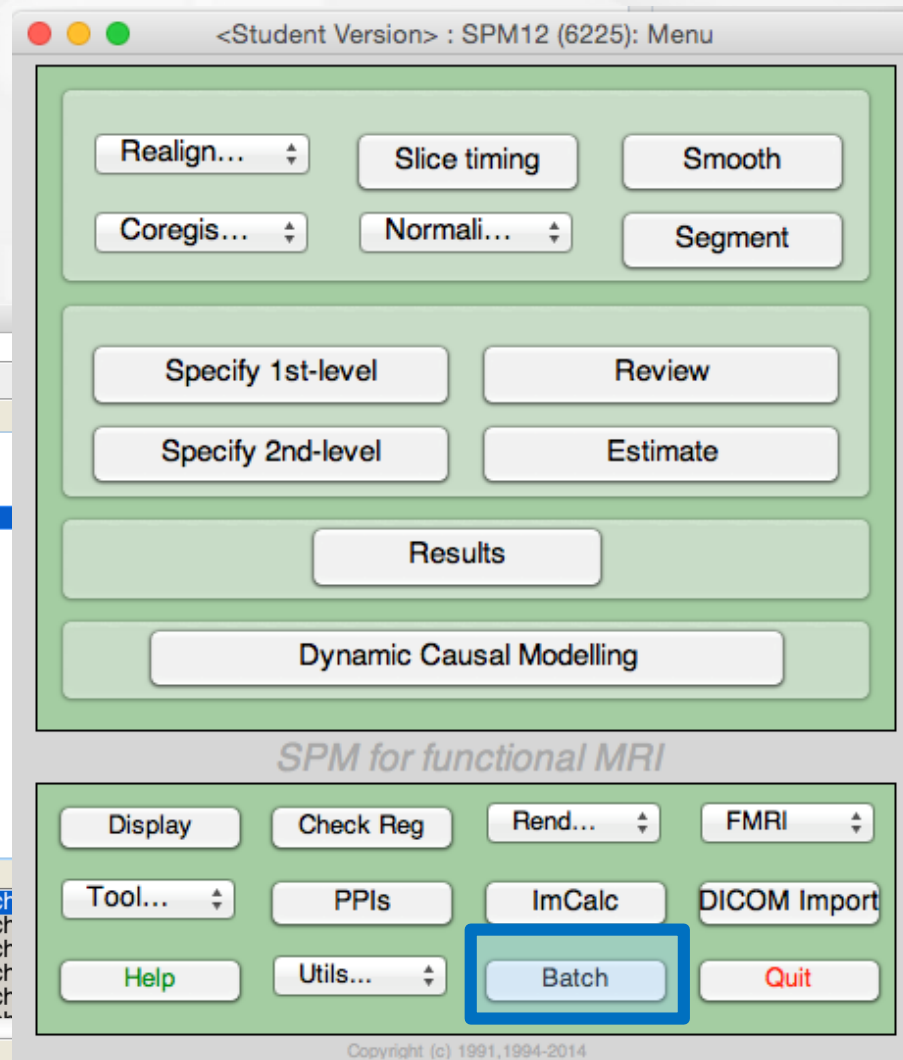 <Student Version> : SPM12 (6225): Menu
Realign... Slice timing Smooth
Coregis... Normali... Segment
Specify 1st-level Review
Specify 2nd-level Estimate
Results
Dynamic Causal Modelling
SPM for functional MRI
Display Check Reg Rend... FMRI
Tool... PPIs ImCalc DICOM Import
Help Utils... Batch Quit
Copyright (c) 1991,1994-2014